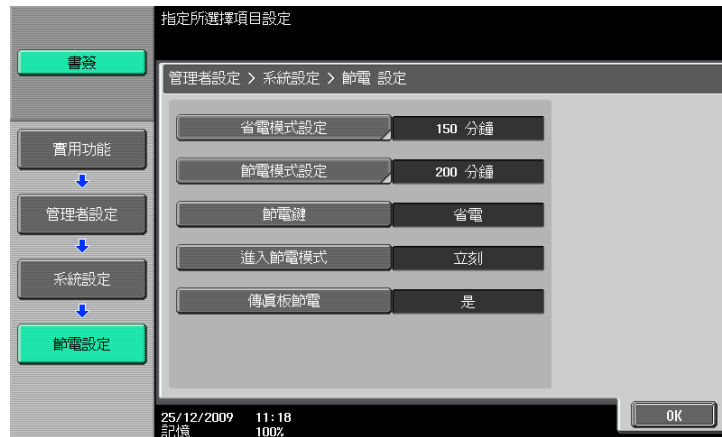 指定所選擇項目設定
書簽
管理者設定 > 系統設定 > 節電 設定
省電模式設定 150 分鐘
實用功能
節電模式設定 200 分鐘
管理者設定
節電鍵 省電
進入節電模式 立刻
系統設定
傳眞板節電 是
節電設定
25/12/2009 11:18
記憶 100%
OK